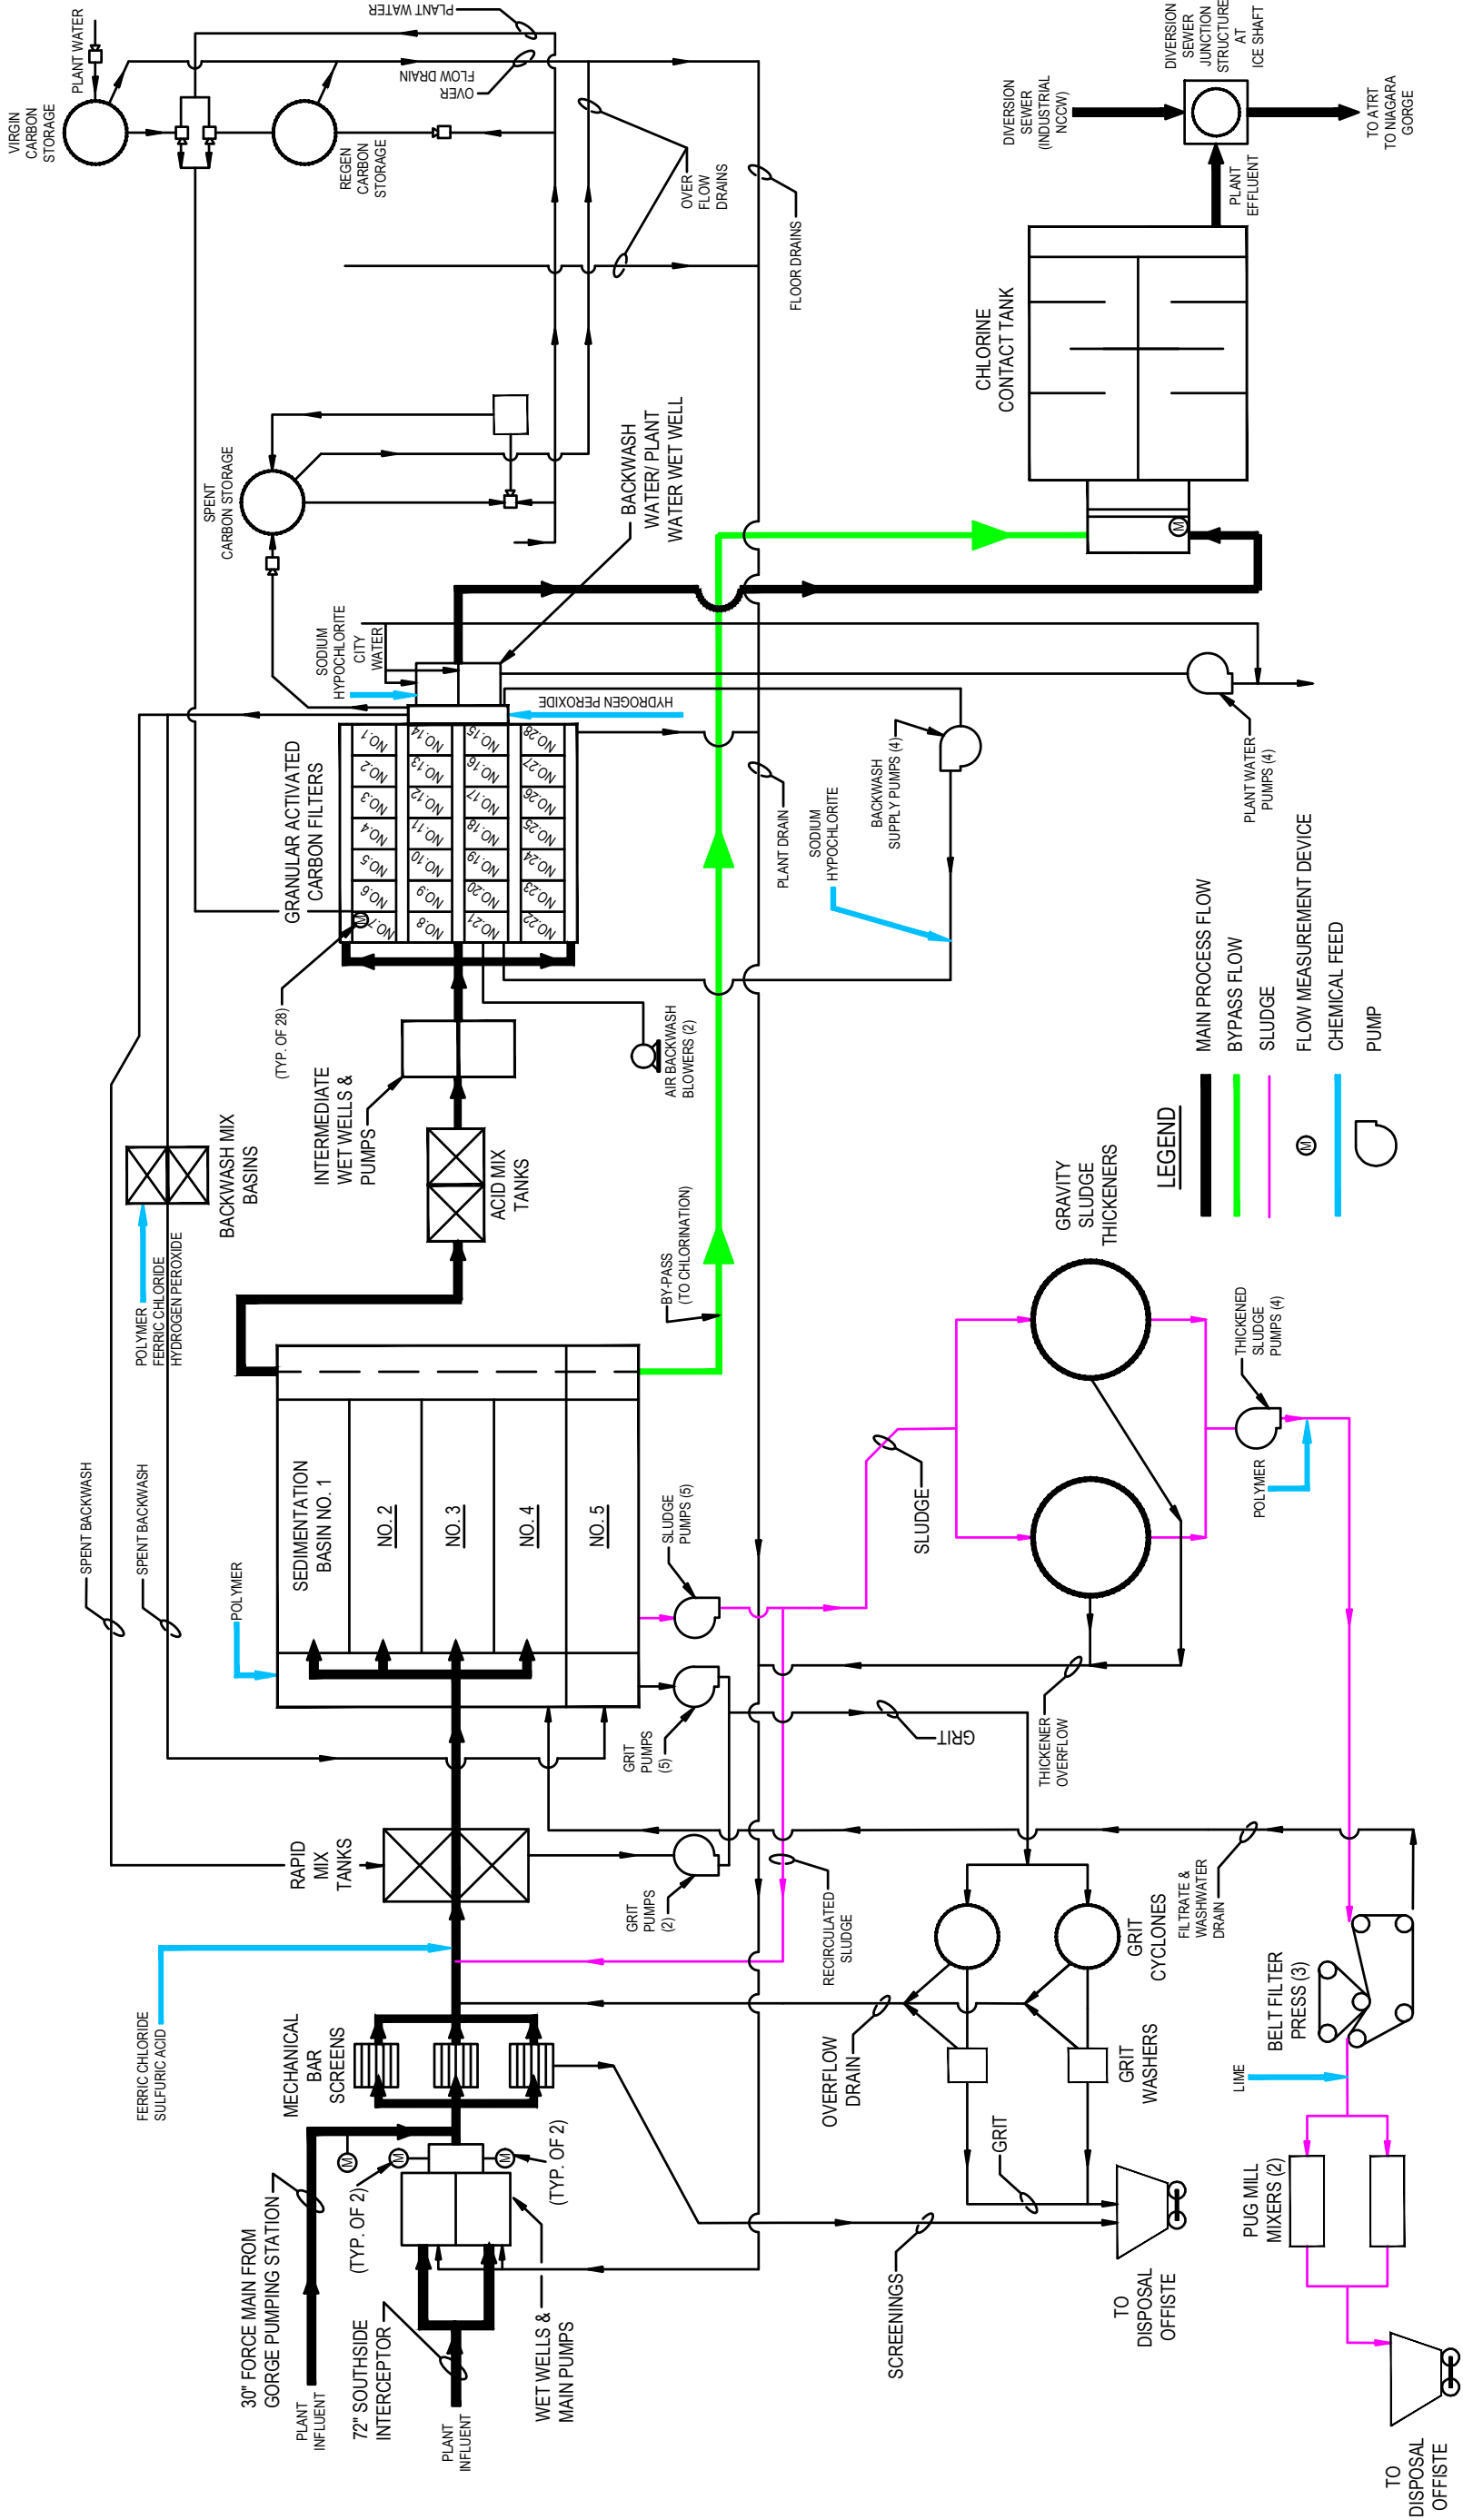 30" FORCE MAIN FROM
GORGE PUMPING STATION
PLANT
INFLUENT
72" SOUTHSIDE
INTERCEPTOR
PLANT
INFLUENT
(TYP. OF 2)
M
M
M
(TYP. OF 2)
WET WELLS &
MAIN PUMPS
MECHANICAL
BAR
SCREENS
FERRIC CHLORIDE
SULFURIC ACID
RAPID
MIX
TANKS
SPENT BACKWASH
SPENT BACKWASH
POLYMER
SEDIMENTATION
BASIN NO. 1
NO. 2
NO. 3
NO. 4
NO. 5
GRIT
PUMPS
(2)
GRIT
PUMPS
(5)
SLUDGE
PUMPS (5)
POLYMER
FERRIC CHLORIDE
HYDROGEN PEROXIDE
BACKWASH MIX
BASINS
ACID MIX
TANKS
INTERMEDIATE
WET WELLS &
PUMPS
(TYP. OF 28)
GRANULAR ACTIVATED
CARBON FILTERS
M
NO.7
NO.6
NO.5
NO.4
NO.3
NO.2
NO.1
NO.8
NO.9
NO.10
NO.11
NO.12
NO.13
NO.14
NO.21
NO.20
NO.19
NO.18
NO.17
NO.16
NO.15
NO.22
NO.23
NO.24
NO.25
NO.26
NO.27
NO.28
AIR BACKWASH
BLOWERS (2)
SODIUM
HYPOCHLORITE
CITY
WATER
HYDROGEN PEROXIDE
BACKWASH
WATER/ PLANT
WATER WET WELL
SPENT
CARBON STORAGE
VIRGIN
CARBON
STORAGE
PLANT WATER
REGEN
CARBON
STORAGE
PLANT WATER
OVER
FLOW DRAIN
OVER
FLOW
DRAINS
FLOOR DRAINS
BY-PASS
(TO CHLORINATION)
PLANT DRAIN
SODIUM
HYPOCHLORITE
BACKWASH
SUPPLY PUMPS (4)
PLANT WATER
PUMPS (4)
CHLORINE
CONTACT TANK
M
PLANT
EFFLUENT
DIVERSION
SEWER
(INDUSTRIAL
NCCW)
DIVERSION
SEWER
JUNCTION
STRUCTURE
AT
ICE SHAFT
TO ATRT
TO NIAGARA
GORGE
RECIRCULATED
SLUDGE
GRIT
SLUDGE
THICKENER
OVERFLOW
GRAVITY
SLUDGE
THICKENERS
THICKENED
SLUDGE
PUMPS (4)
POLYMER
OVERFLOW
DRAIN
GRIT
CYCLONES
GRIT
WASHERS
FILTRATE &
WASHWATER
DRAIN
SCREENINGS
GRIT
TO
DISPOSAL
OFFISTE
BELT FILTER
PRESS (3)
LIME
PUG MILL
MIXERS (2)
TO
DISPOSAL
OFFISTE
LEGEND
MAIN PROCESS FLOW
BYPASS FLOW
SLUDGE
M
FLOW MEASUREMENT DEVICE
CHEMICAL FEED
PUMP